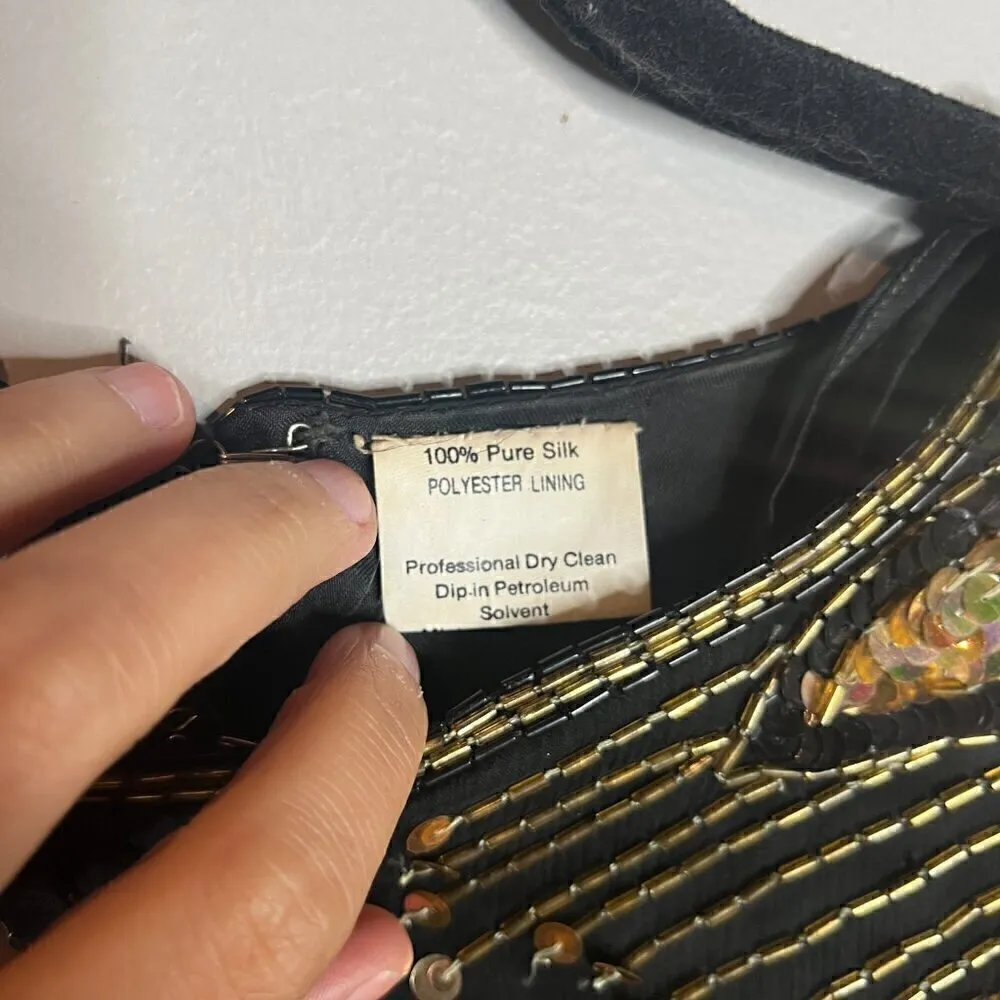 100% Pure Silk
POLYESTER LINING
Professional Dry Clean
Dip-in Petroleum
Solvent